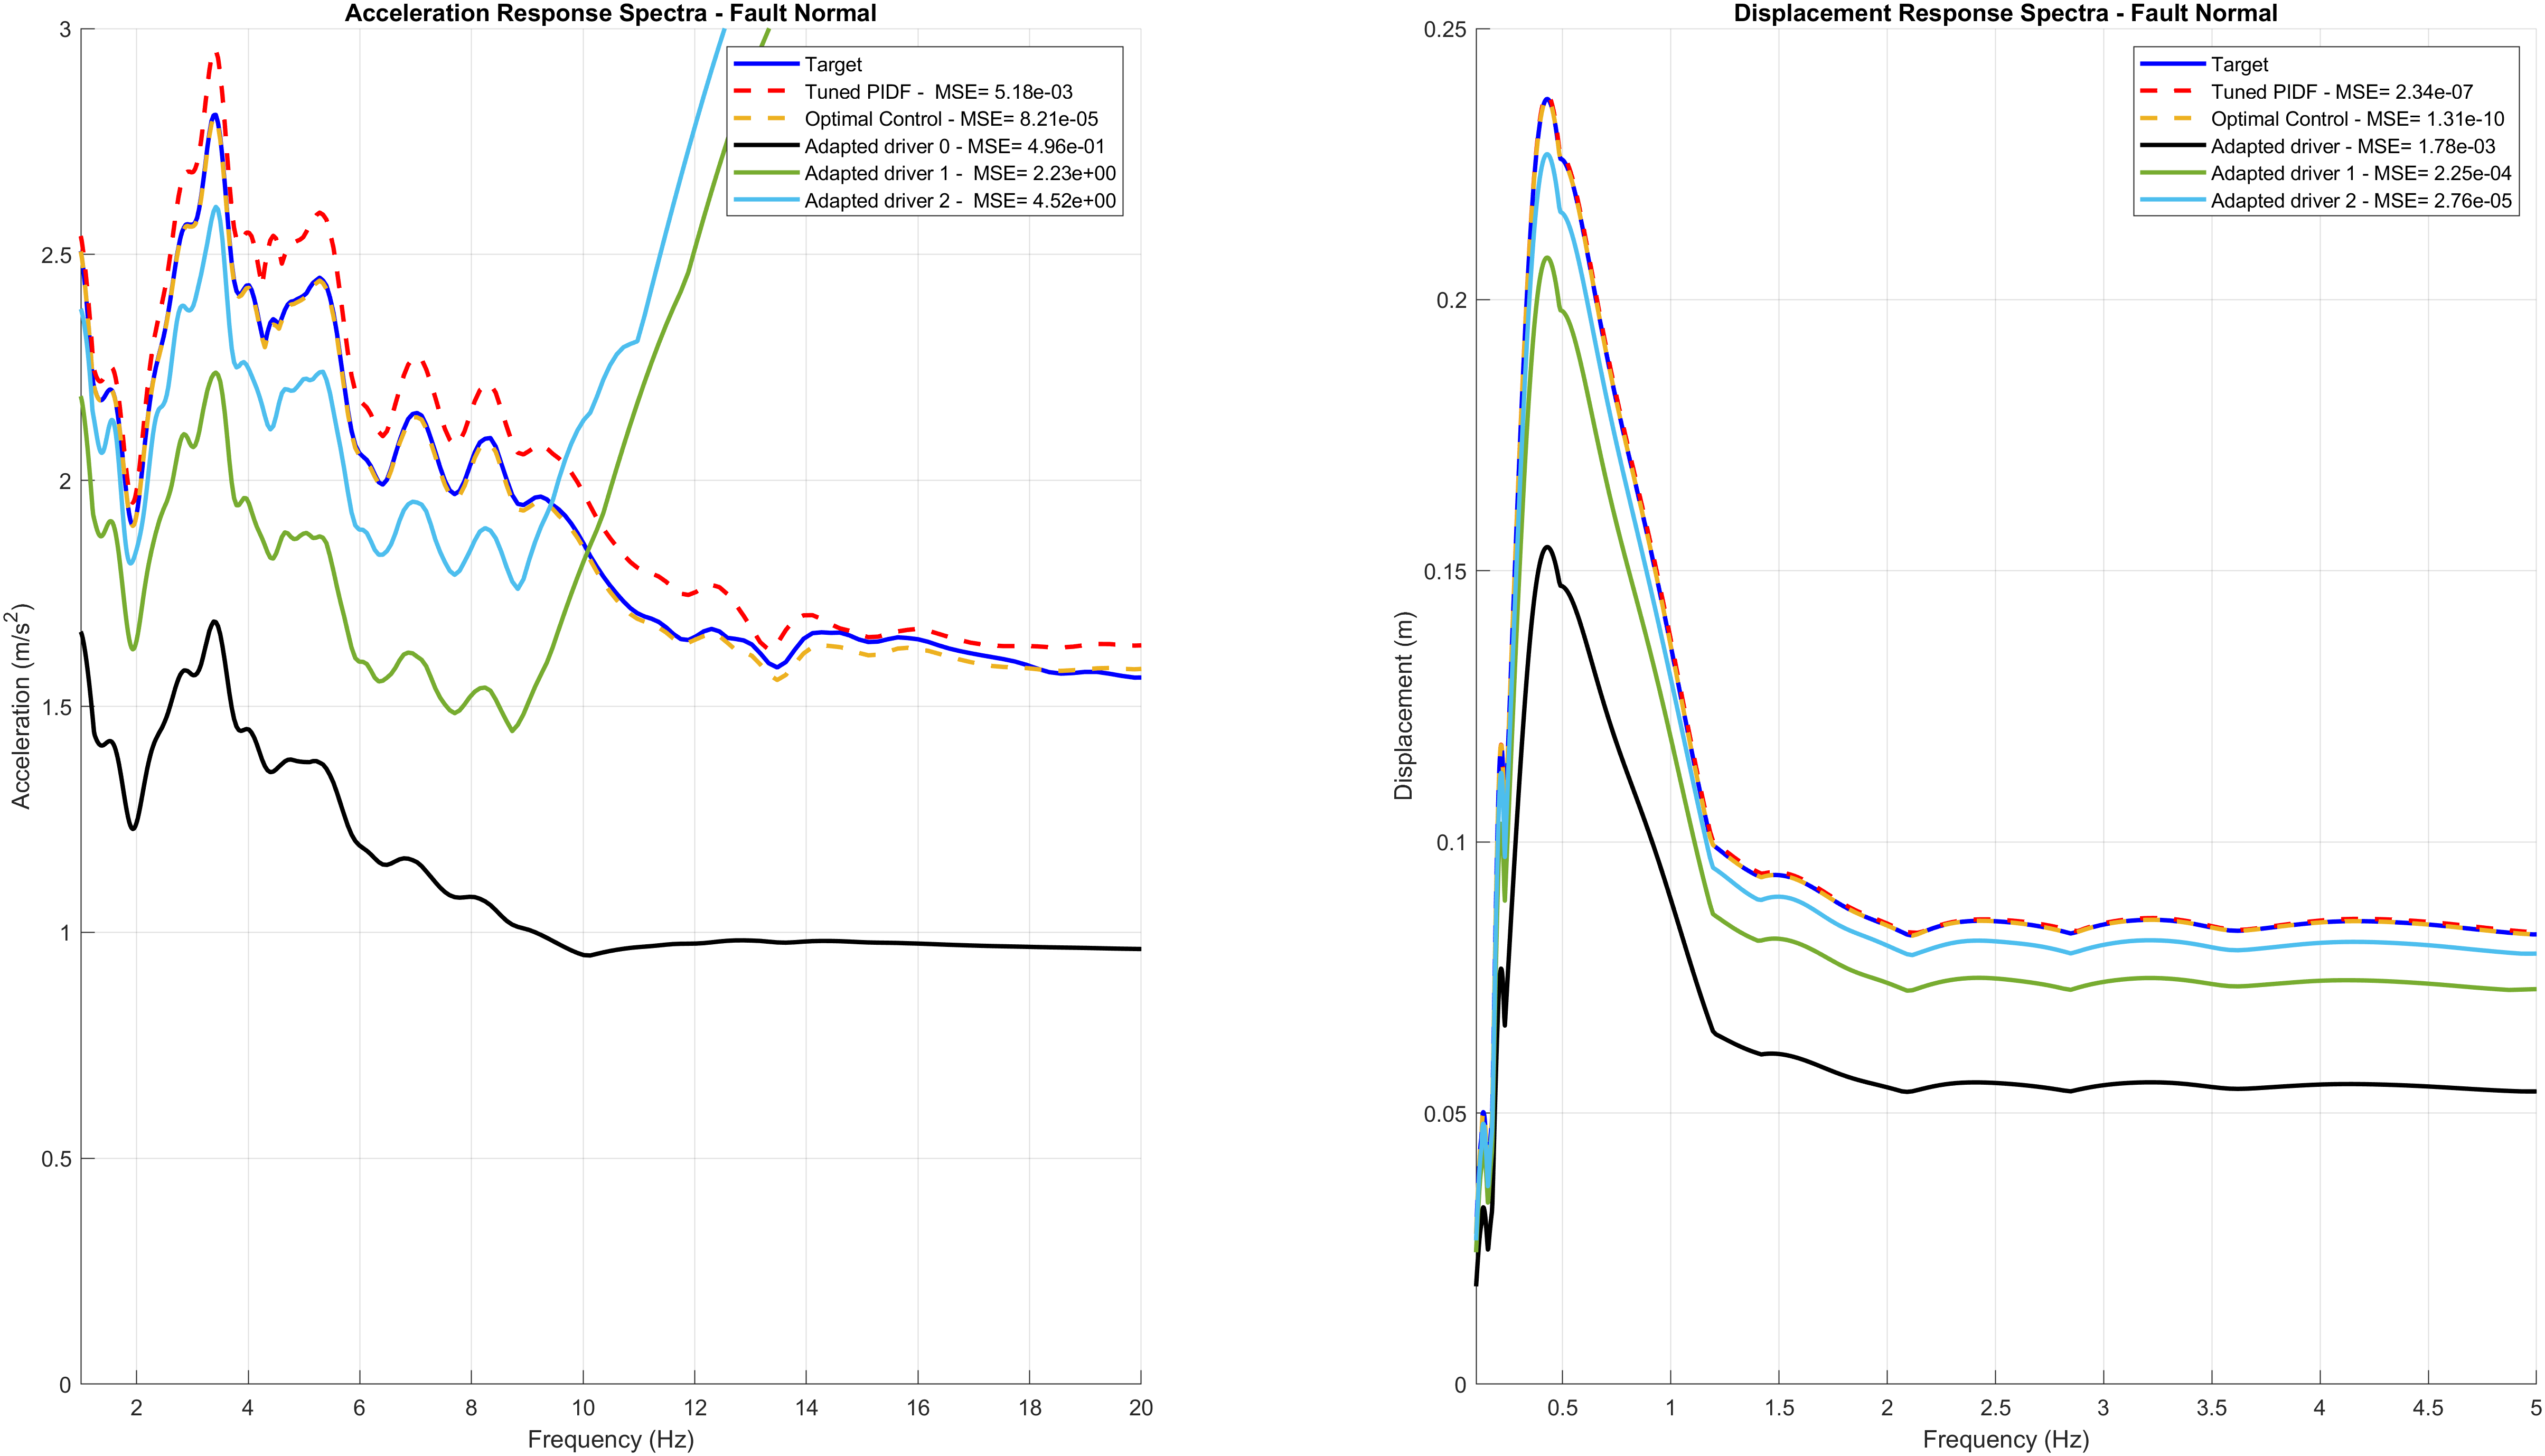 Acceleration Response Spectra - Fault Normal
3
2.5
2
1.5
1
0.5
0
Acceleration (m/s²)
2 4 6 8 10 12 14 16 18 20
Frequency (Hz)
Target
Tuned PIDF -  MSE= 5.18e-03
Optimal Control - MSE= 8.21e-05
Adapted driver 0 - MSE= 4.96e-01
Adapted driver 1 -  MSE= 2.23e+00
Adapted driver 2 -  MSE= 4.52e+00
Displacement Response Spectra - Fault Normal
0.25
0.2
0.15
0.1
0.05
0
Displacement (m)
0.5 1 1.5 2 2.5 3 3.5 4 4.5 5
Frequency (Hz)
Target
Tuned PIDF - MSE= 2.34e-07
Optimal Control - MSE= 1.31e-10
Adapted driver - MSE= 1.78e-03
Adapted driver 1 - MSE= 2.25e-04
Adapted driver 2 - MSE= 2.76e-05